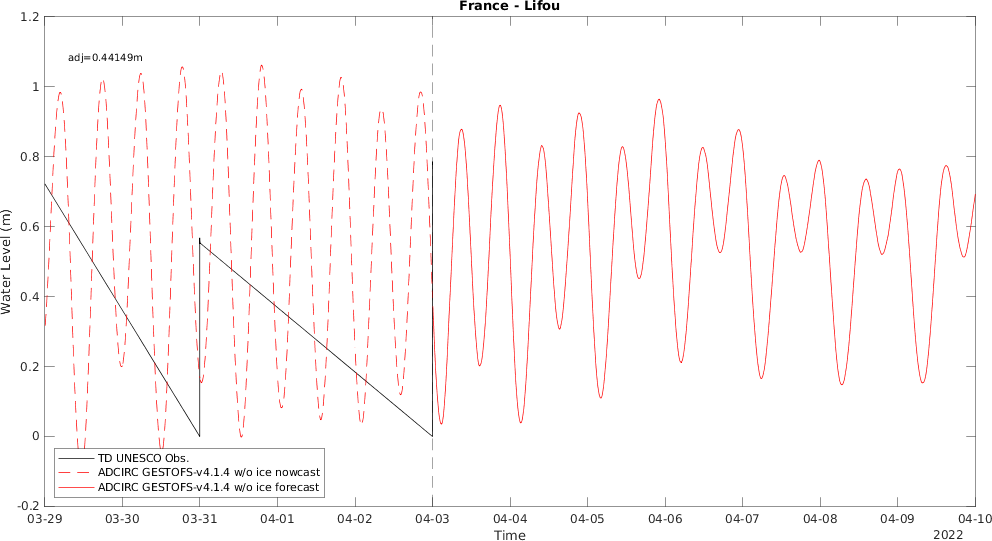 France - Lifou
1.2
1
0.8
0.6
0.4
0.2
0
-0.2
Water Level (m)
adj=0.44149m
TD UNESCO Obs.
ADCIRC GESTOFS-v4.1.4 w/o ice nowcast
ADCIRC GESTOFS-v4.1.4 w/o ice forecast
03-29 03-30 03-31 04-01 04-02 04-03 04-04 04-05 04-06 04-07 04-08 04-09 04-10
Time
2022